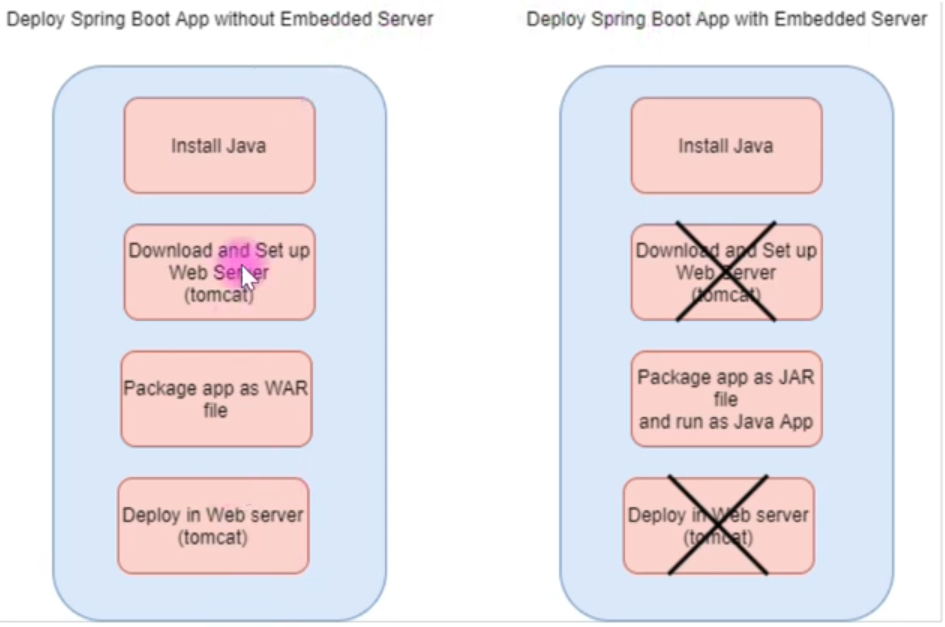 Deploy Spring Boot App without Embedded Server
Install Java
Download and Set up
Web Server
(tomcat)
Package app as WAR
file
Deploy in Web server
(tomcat)
Deploy Spring Boot App with Embedded Server
Install Java
Download and Set up
Web Server
(tomcat)
Package app as JAR
file
and run as Java App
Deploy in Web server
(tomcat)